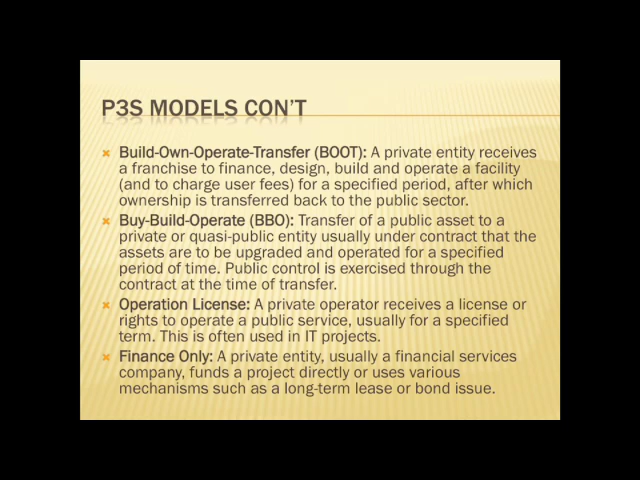 P3S MODELS CON'T
Build-Own-Operate-Transfer (BOOT): A private entity receives
a franchise to finance, design, build and operate a facility
(and to charge user fees) for a specified period, after which
ownership is transferred back to the public sector.
Buy-Build-Operate (BBO): Transfer of a public asset to a
private or quasi-public entity usually under contract that the
assets are to be upgraded and operated for a specified
period of time. Public control is exercised through the
contract at the time of transfer.
Operation License: A private operator receives a license or
rights to operate a public service, usually for a specified
term. This is often used in IT projects.
Finance Only: A private entity, usually a financial services
company, funds a project directly or uses various
mechanisms such as a long-term lease or bond issue.